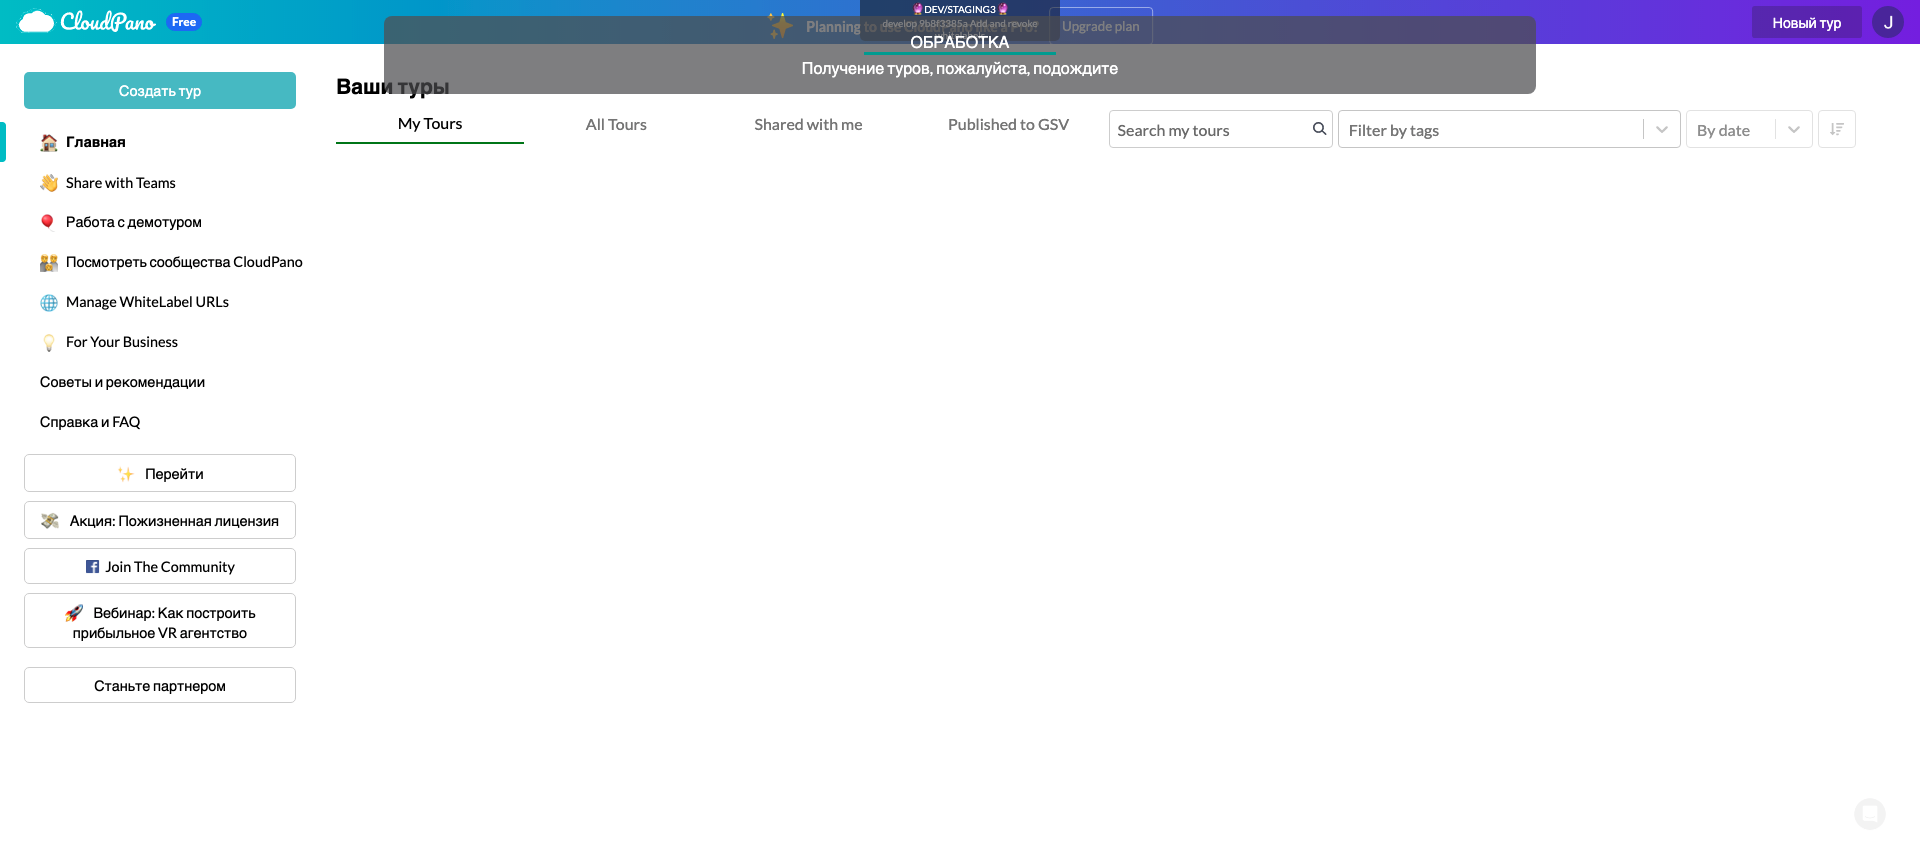 CloudPano
Free
DEV/STAGING3
develop 9b8f3385a Add and revoke
Planning to use
Upgrade plan
Новый тур
J
ОБРАБОТКА
Получение туров, пожалуйста, подождите
Создать тур
Главная
Share with Teams
Работа с демотуром
Посмотреть сообщества CloudPano
Manage WhiteLabel URLs
For Your Business
Советы и рекомендации
Справка и FAQ
Перейти
Акция: Пожизненная лицензия
Join The Community
Вебинар: Как построить
прибыльное VR агентство
Станьте партнером
Ваши туры
My Tours
All Tours
Shared with me
Published to GSV
Search my tours
Filter by tags
By date